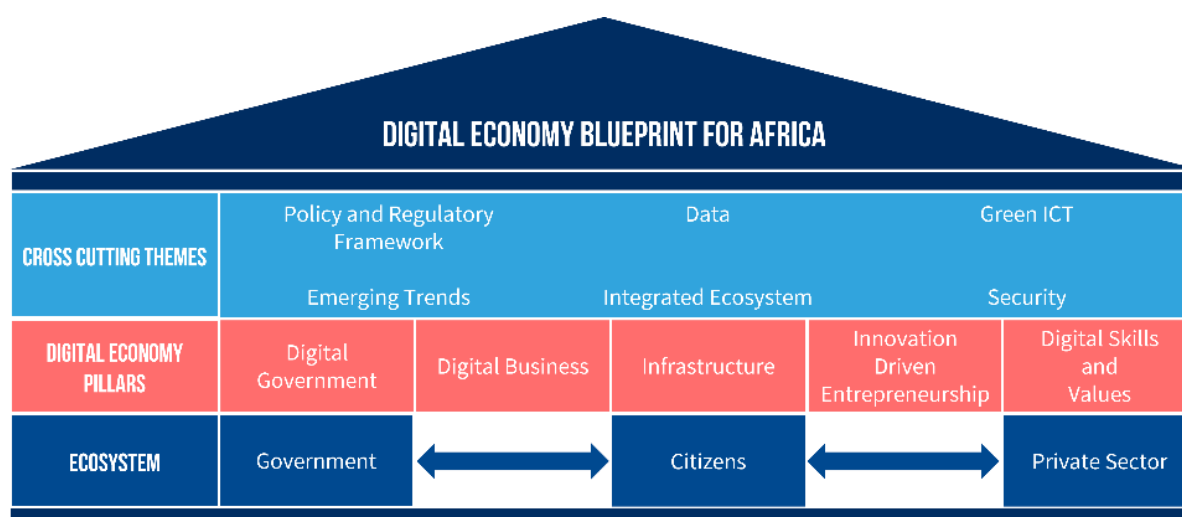 DIGITAL ECONOMY BLUEPRINT FOR AFRICA
CROSS CUTTING THEMES
Policy and Regulatory
Framework
Data
Green ICT
Emerging Trends
Integrated Ecosystem
Security
DIGITAL ECONOMY
PILLARS
Digital
Government
Digital Business
Infrastructure
Innovation
Driven
Entrepreneurship
Digital Skills
and
Values
ECOSYSTEM
Government
Citizens
Private Sector